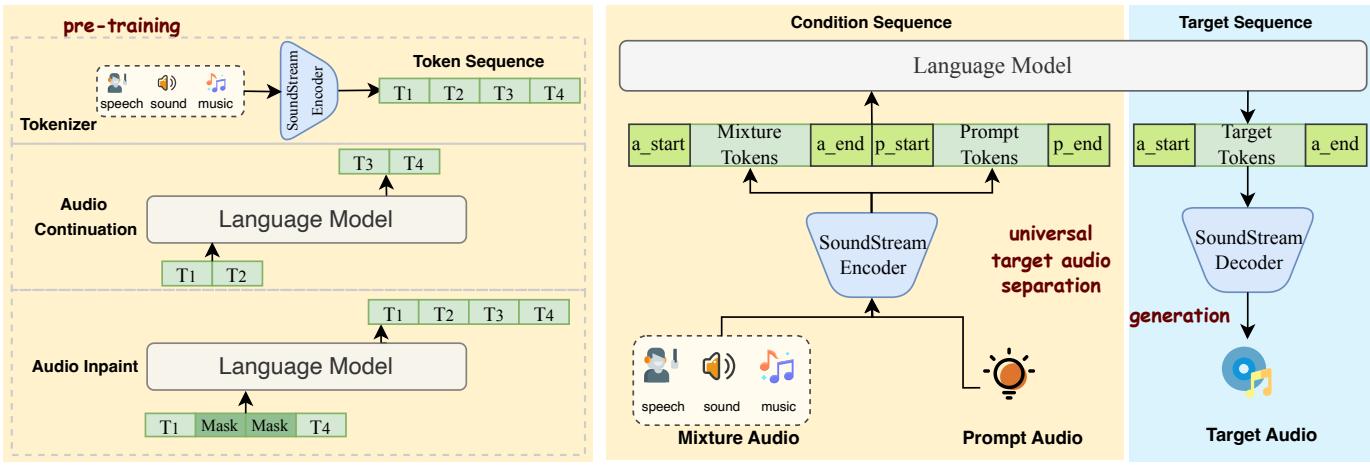 pre-training
speech sound music
SoundStream
Encoder
Token Sequence
T1 T2 T3 T4
Tokenizer
T3 T4
Audio
Continuation
Language Model
T1 T2
T1 T2 T3 T4
Audio Inpaint
Language Model
T1 Mask Mask T4
Condition Sequence
Target Sequence
Language Model
a_start
Mixture
Tokens
a_end
p_start
Prompt
Tokens
p_end
a_start
Target
Tokens
a_end
SoundStream
Encoder
universal
target audio
separation
SoundStream
Decoder
generation
speech sound music
Mixture Audio
Prompt Audio
Target Audio